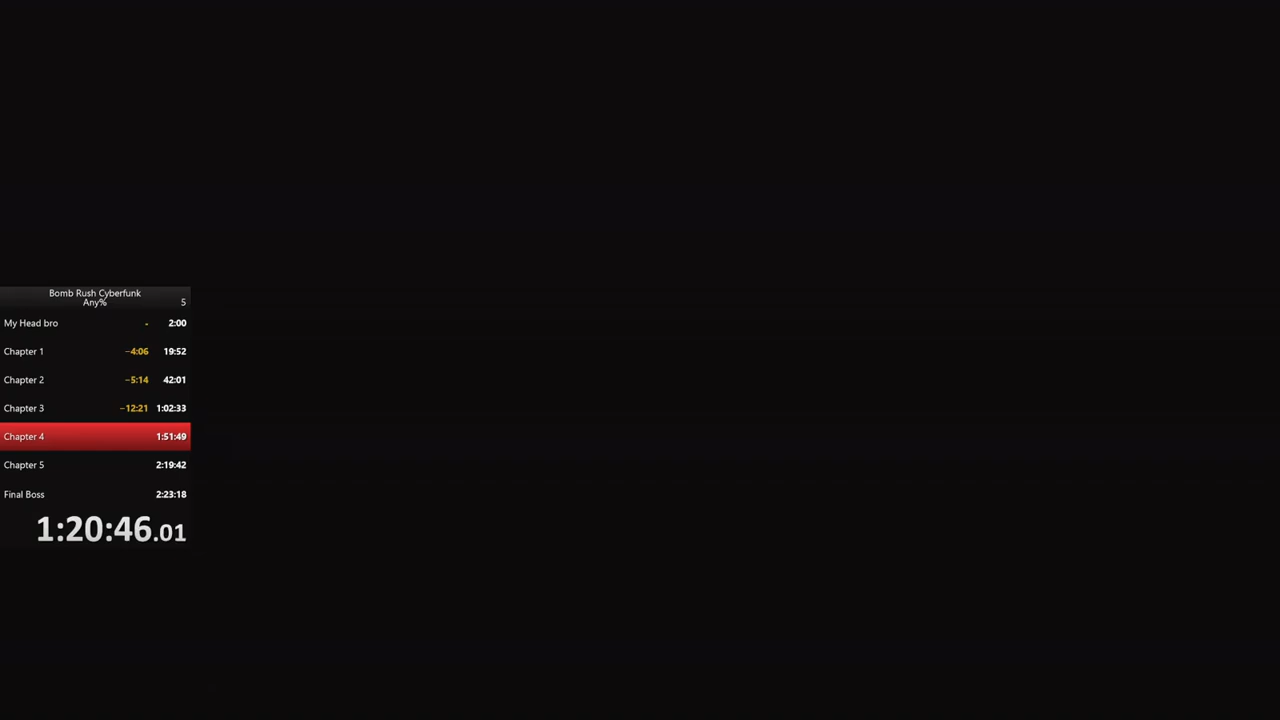 Bomb Rush Cyberfunk
Any% 5
My Head bro - 2:00
Chapter 1 −4:06 19:52
Chapter 2 −5:14 42:01
Chapter 3 −12:21 1:02:33
Chapter 4 1:51:49
Chapter 5 2:19:42
Final Boss 2:23:18
1:20:46.01